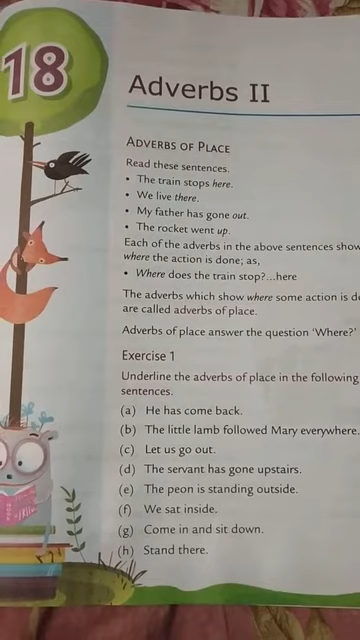 18
Adverbs II
ADVERBS OF PLACE
Read these sentences.
• The train stops here.
• We live there.
• My father has gone out.
• The rocket went up.
Each of the adverbs in the above sentences show
where the action is done; as,
• Where does the train stop?...here
The adverbs which show where some action is
are called adverbs of place.
Adverbs of place answer the question 'Where?'
Exercise 1
Underline the adverbs of place in the following
sentences.
(a) He has come back.
(b) The little lamb followed Mary everywhere.
(c) Let us go out.
(d) The servant has gone upstairs.
(e) The peon is standing outside.
(f) We sat inside.
(g) Come in and sit down.
(h) Stand there.